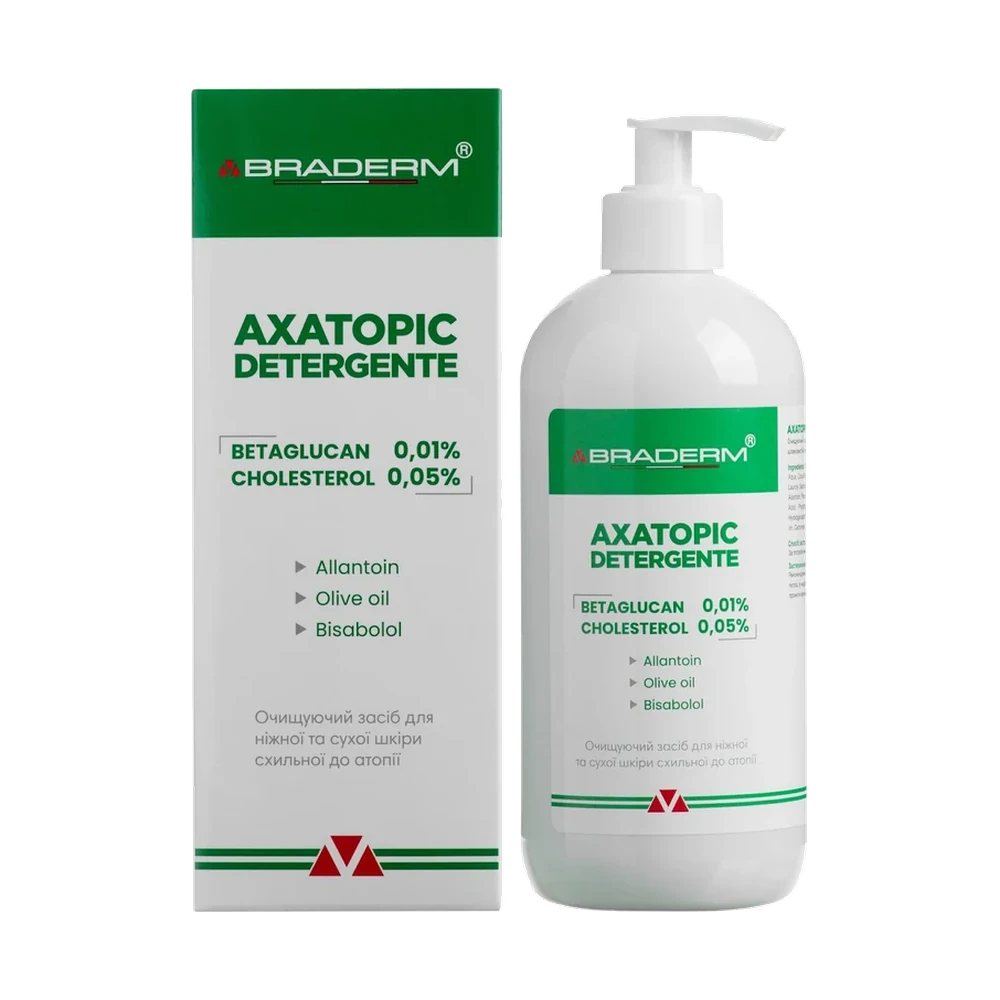 BRADERM®
AXATOPIC
DETERGENTE
BETAGLUCAN 0,01%
CHOLESTEROL 0,05%
Allantoin
Olive oil
Bisabolol
Очищуючий засіб для
ніжної та сухої шкіри
схильної до атопії
BRADERM®
AXATOPIC
DETERGENTE
BETAGLUCAN 0,01%
CHOLESTEROL 0,05%
Allantoin
Olive oil
Bisabolol
Очищуючий засіб для ніжної
та сухої шкіри схильної до атопії